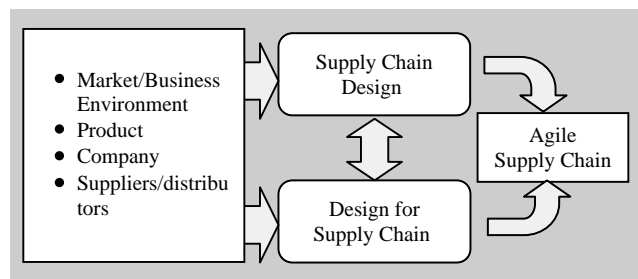 • Market/Business
Environment
• Product
• Company
• Suppliers/distribu
tors
Supply Chain
Design
Design for
Supply Chain
Agile
Supply Chain